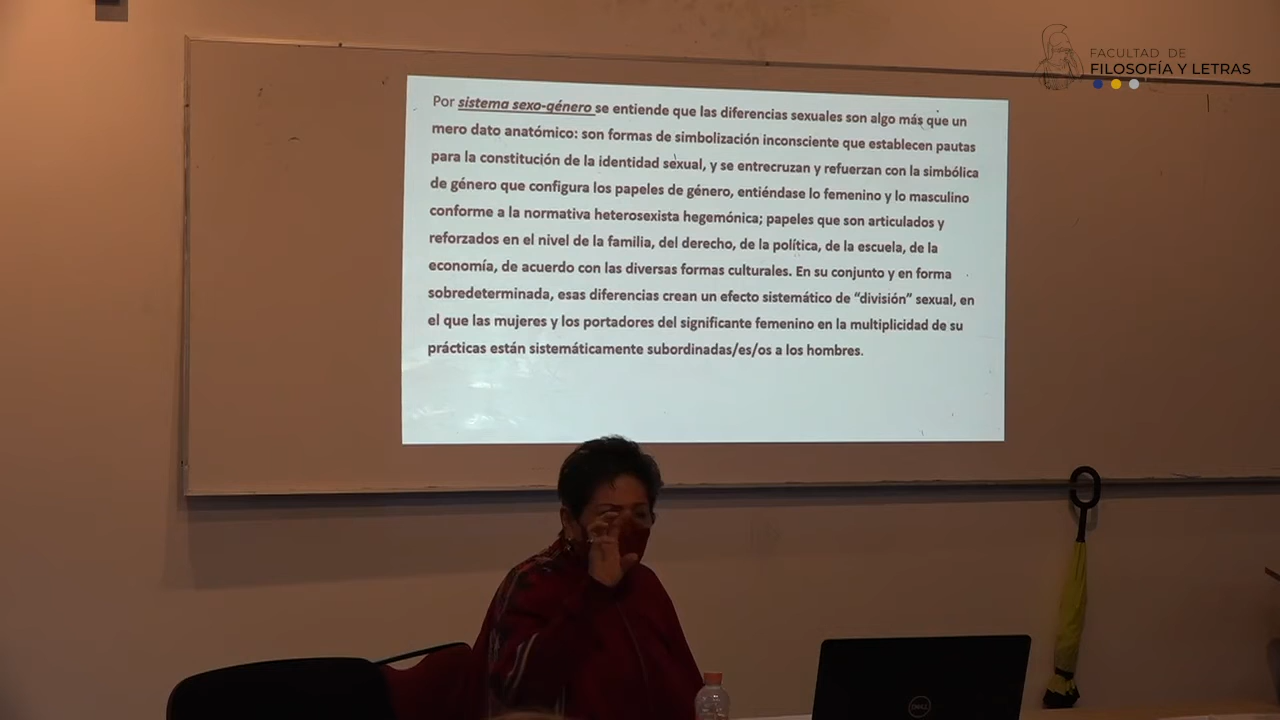 FACULTAD DE
FILOSOFÍA Y LETRAS
Por sistema sexo-género se entiende que las diferencias sexuales son algo más que un
mero dato anatómico: son formas de simbolización inconsciente que establecen pautas
para la constitución de la identidad sexual, y se entrecruzan y refuerzan con la simbólica
de género que configura los papeles de género, entiéndase lo femenino y lo masculino
conforme a la normativa heterosexista hegemónica; papeles que son articulados y
reforzados en el nivel de la familia, del derecho, de la política, de la escuela, de la
economía, de acuerdo con las diversas formas culturales. En su conjunto y en forma
sobredeterminada, esas diferencias crean un efecto sistemático de “división” sexual, en
el que las mujeres y los portadores del significante femenino en la multiplicidad de su
prácticas están sistemáticamente subordinadas/es/os a los hombres.
DELL